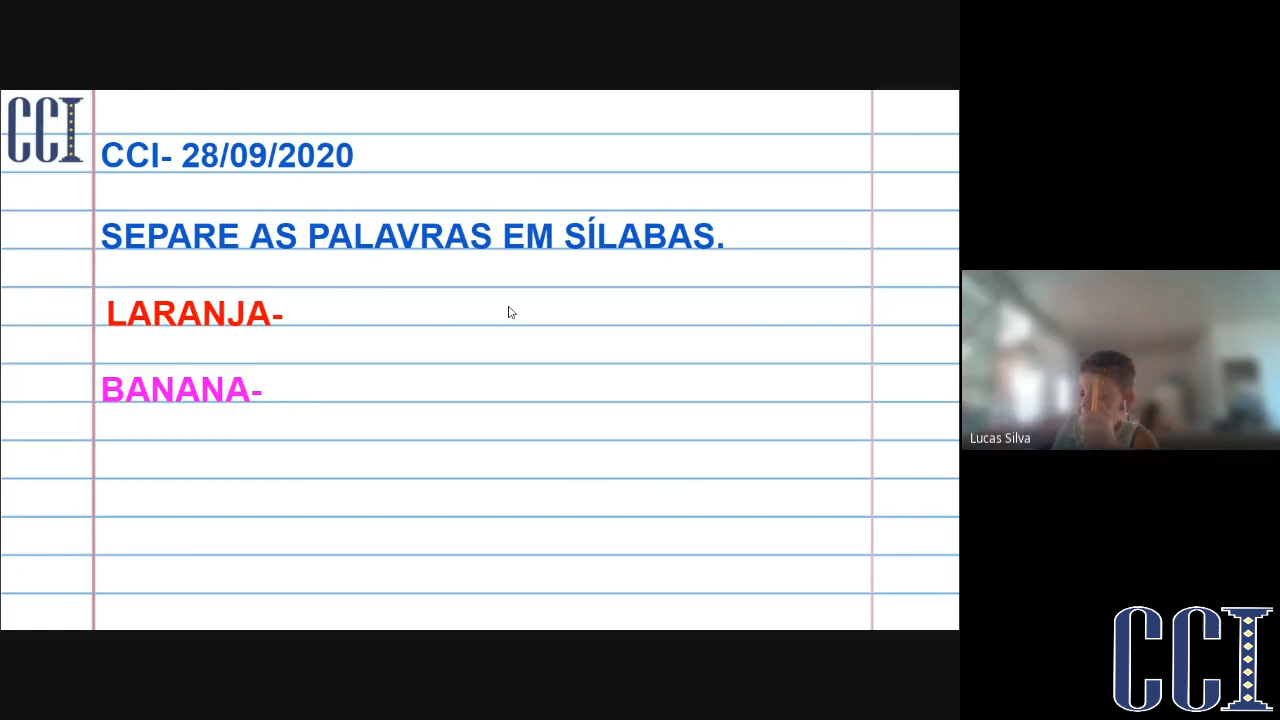 CCI
CCI- 28/09/2020
SEPARE AS PALAVRAS EM SÍLABAS.
LARANJA-
BANANA-
Lucas Silva
CCI